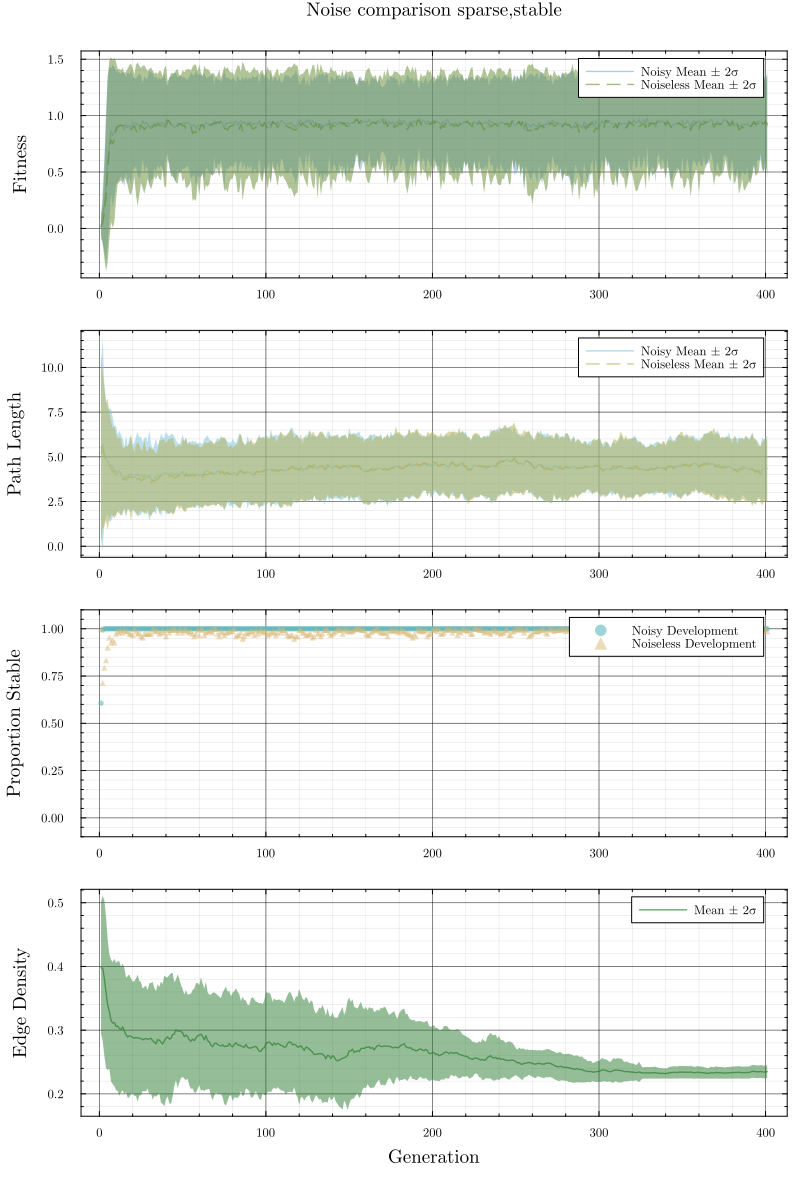 Noise comparison sparse,stable
Fitness
1.5
1.0
0.5
0.0
Noisy Mean ± 2σ
Noiseless Mean ± 2σ
0 100 200 300 400
Path Length
10.0
7.5
5.0
2.5
0.0
Noisy Mean ± 2σ
Noiseless Mean ± 2σ
0 100 200 300 400
Proportion Stable
1.00
0.75
0.50
0.25
0.00
Noisy Development
Noiseless Development
0 100 200 300 400
Edge Density
0.5
0.4
0.3
0.2
Mean ± 2σ
0 100 200 300 400
Generation